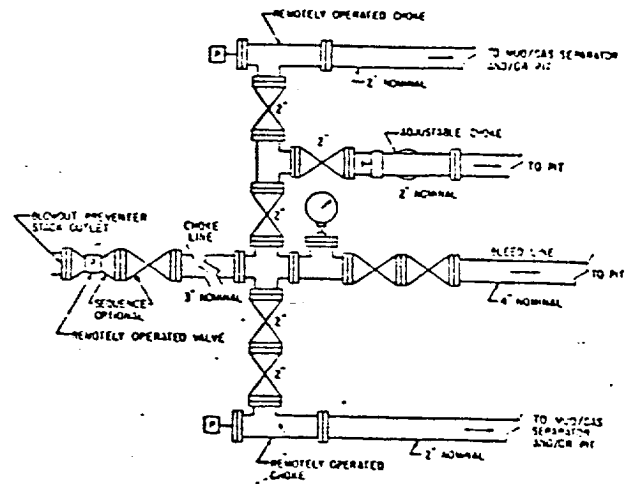 REMOTELY OPERATED CHOKE
P
TO MUD/GAS SEPARATOR
AND/OR PIT
2" NOMINAL
2"
2"
ADJUSTABLE CHOKE
TO PIT
2" NOMINAL
2"
BLOWOUT PREVENTER
STACK OUTLET
CHOKE
LINE
BLEED LINE
TO PIT
3" NOMINAL
4" NOMINAL
SEQUENCE
OPTIONAL
REMOTELY OPERATED VALVE
2"
2"
P
TO MUD/GAS
SEPARATOR
AND/OR PIT
2" NOMINAL
REMOTELY OPERATED
CHOKE